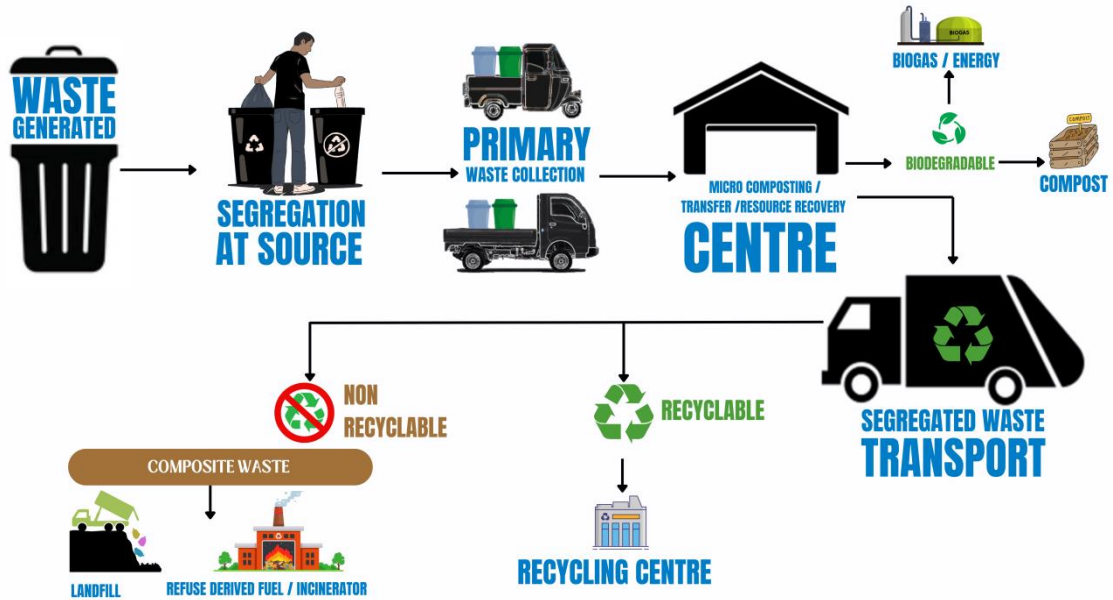 WASTE
GENERATED
SEGREGATION
AT SOURCE
PRIMARY
WASTE COLLECTION
MICRO COMPOSTING /
TRANSFER /RESOURCE RECOVERY
CENTRE
BIOGAS
BIOGAS / ENERGY
BIODEGRADABLE
COMPOST
COMPOST
SEGREGATED WASTE
TRANSPORT
NON
RECYCLABLE
RECYCLABLE
COMPOSITE WASTE
LANDFILL
REFUSE DERIVED FUEL / INCINERATOR
RECYCLING CENTRE